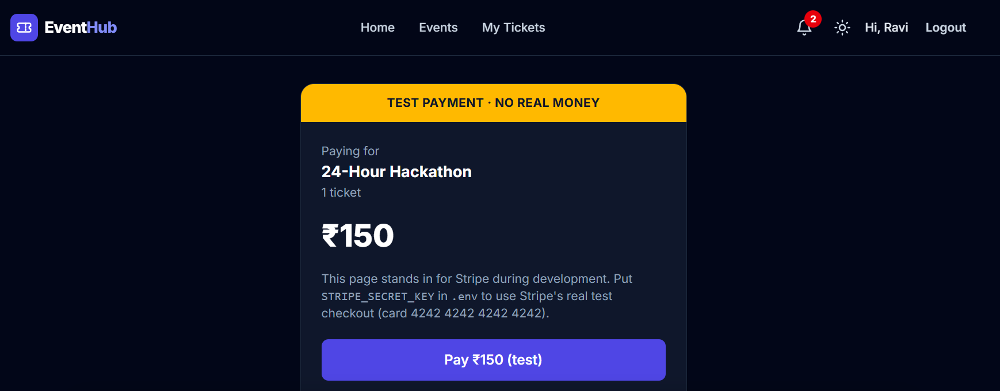 EventHub
Home Events My Tickets
2
Hi, Ravi Logout
TEST PAYMENT · NO REAL MONEY
Paying for
24-Hour Hackathon
1 ticket
₹150
This page stands in for Stripe during development. Put
STRIPE_SECRET_KEY in .env to use Stripe's real test
checkout (card 4242 4242 4242 4242).
Pay ₹150 (test)